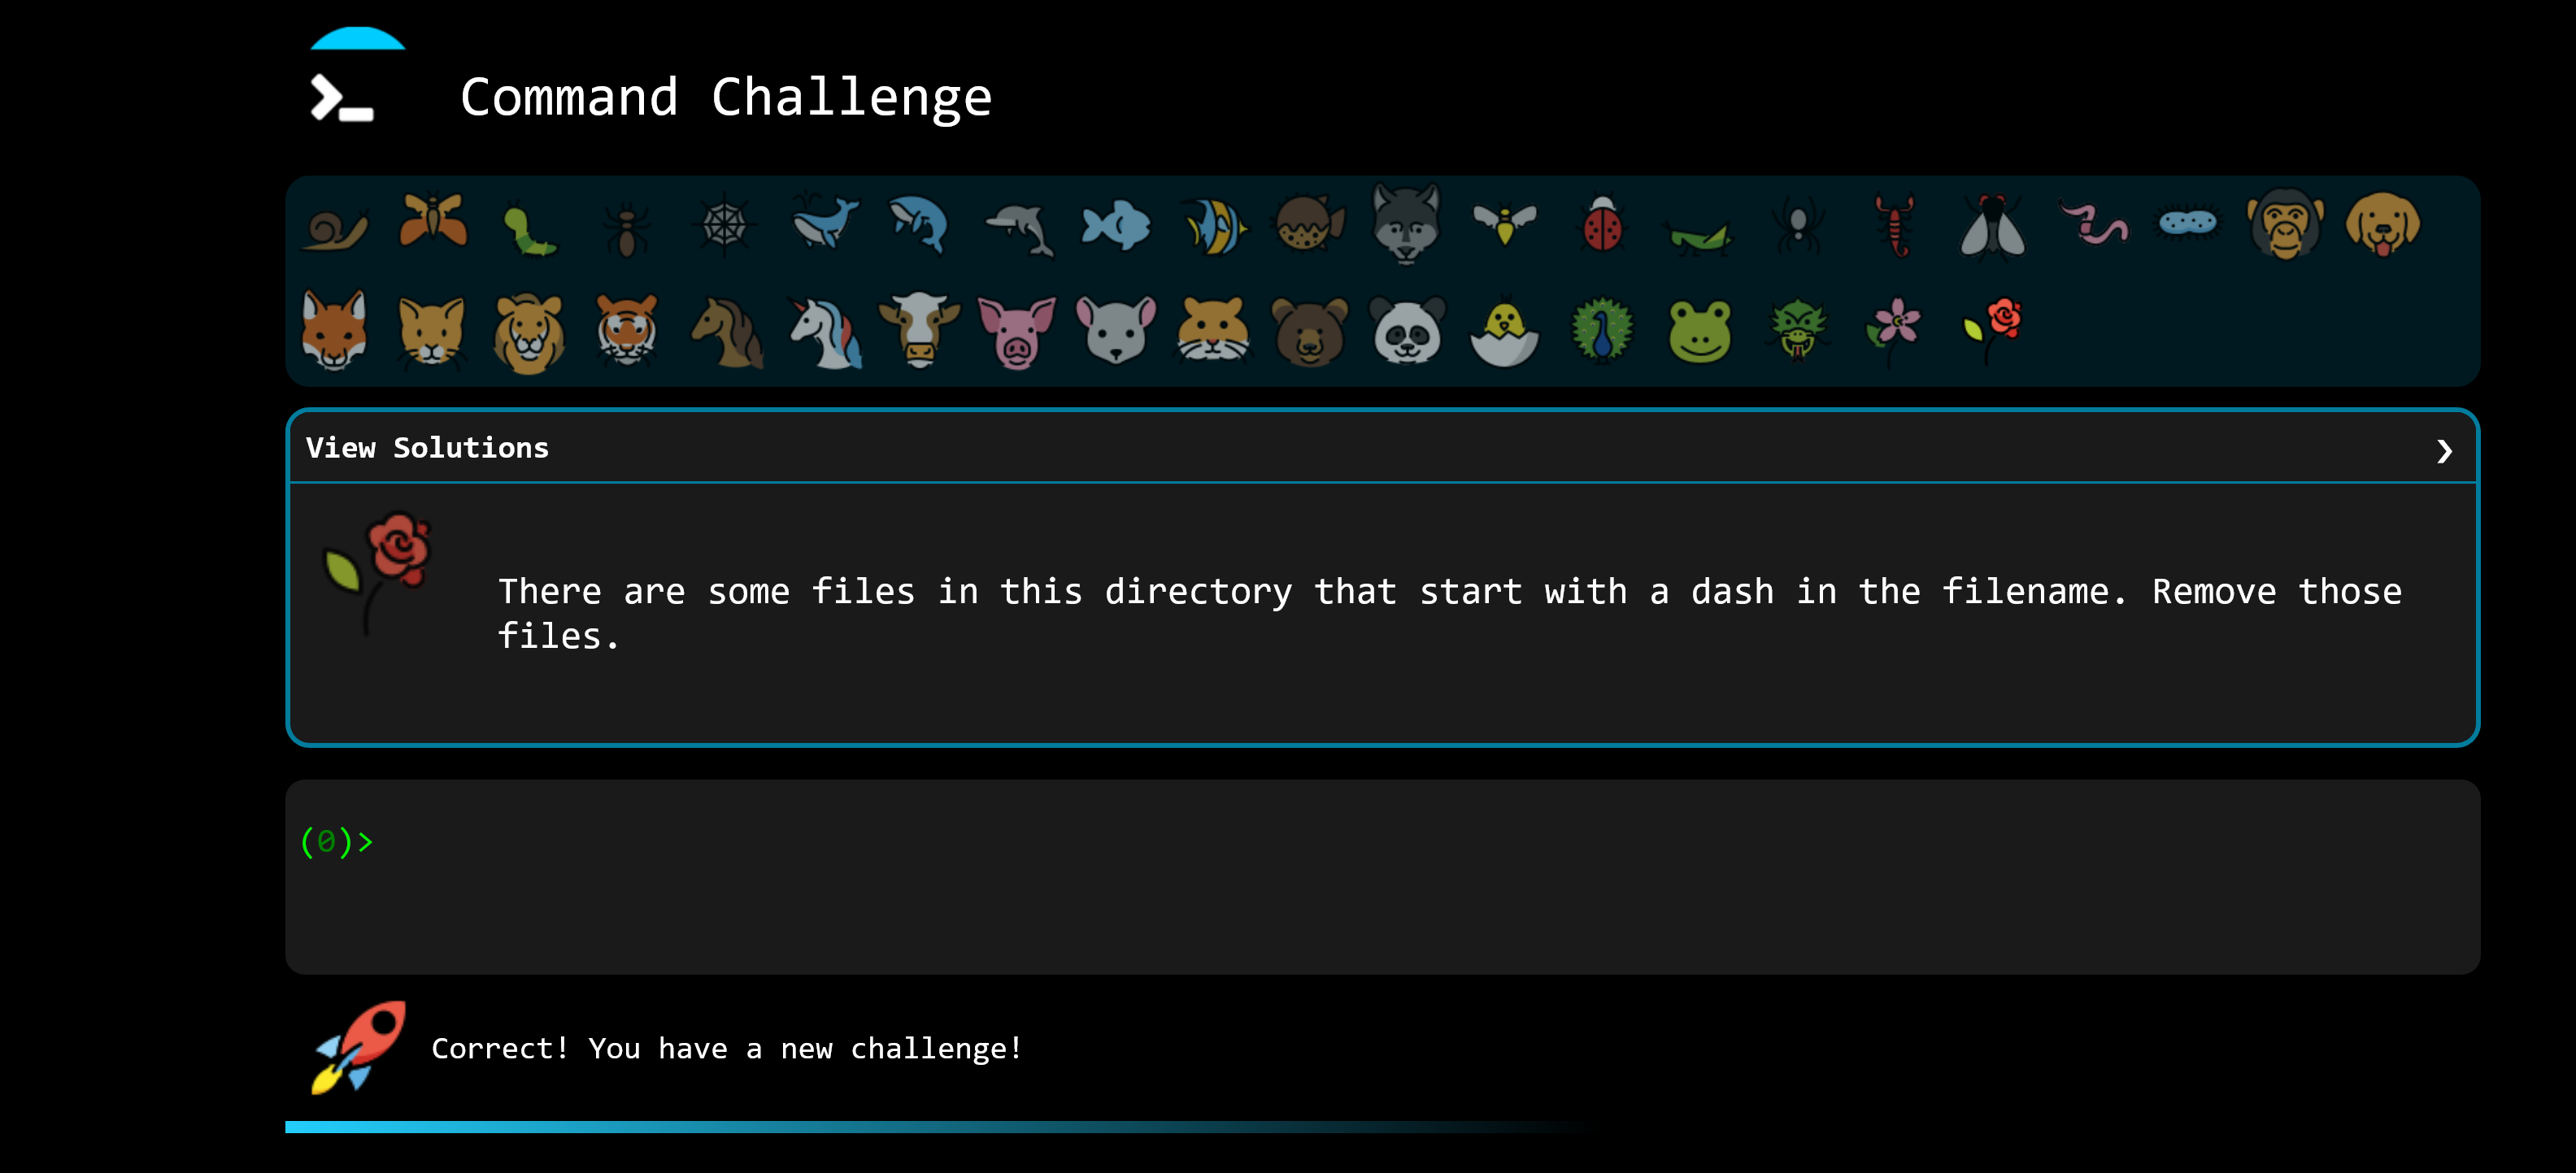 Command Challenge
View Solutions
There are some files in this directory that start with a dash in the filename. Remove those
files.
(0)>
Correct! You have a new challenge!